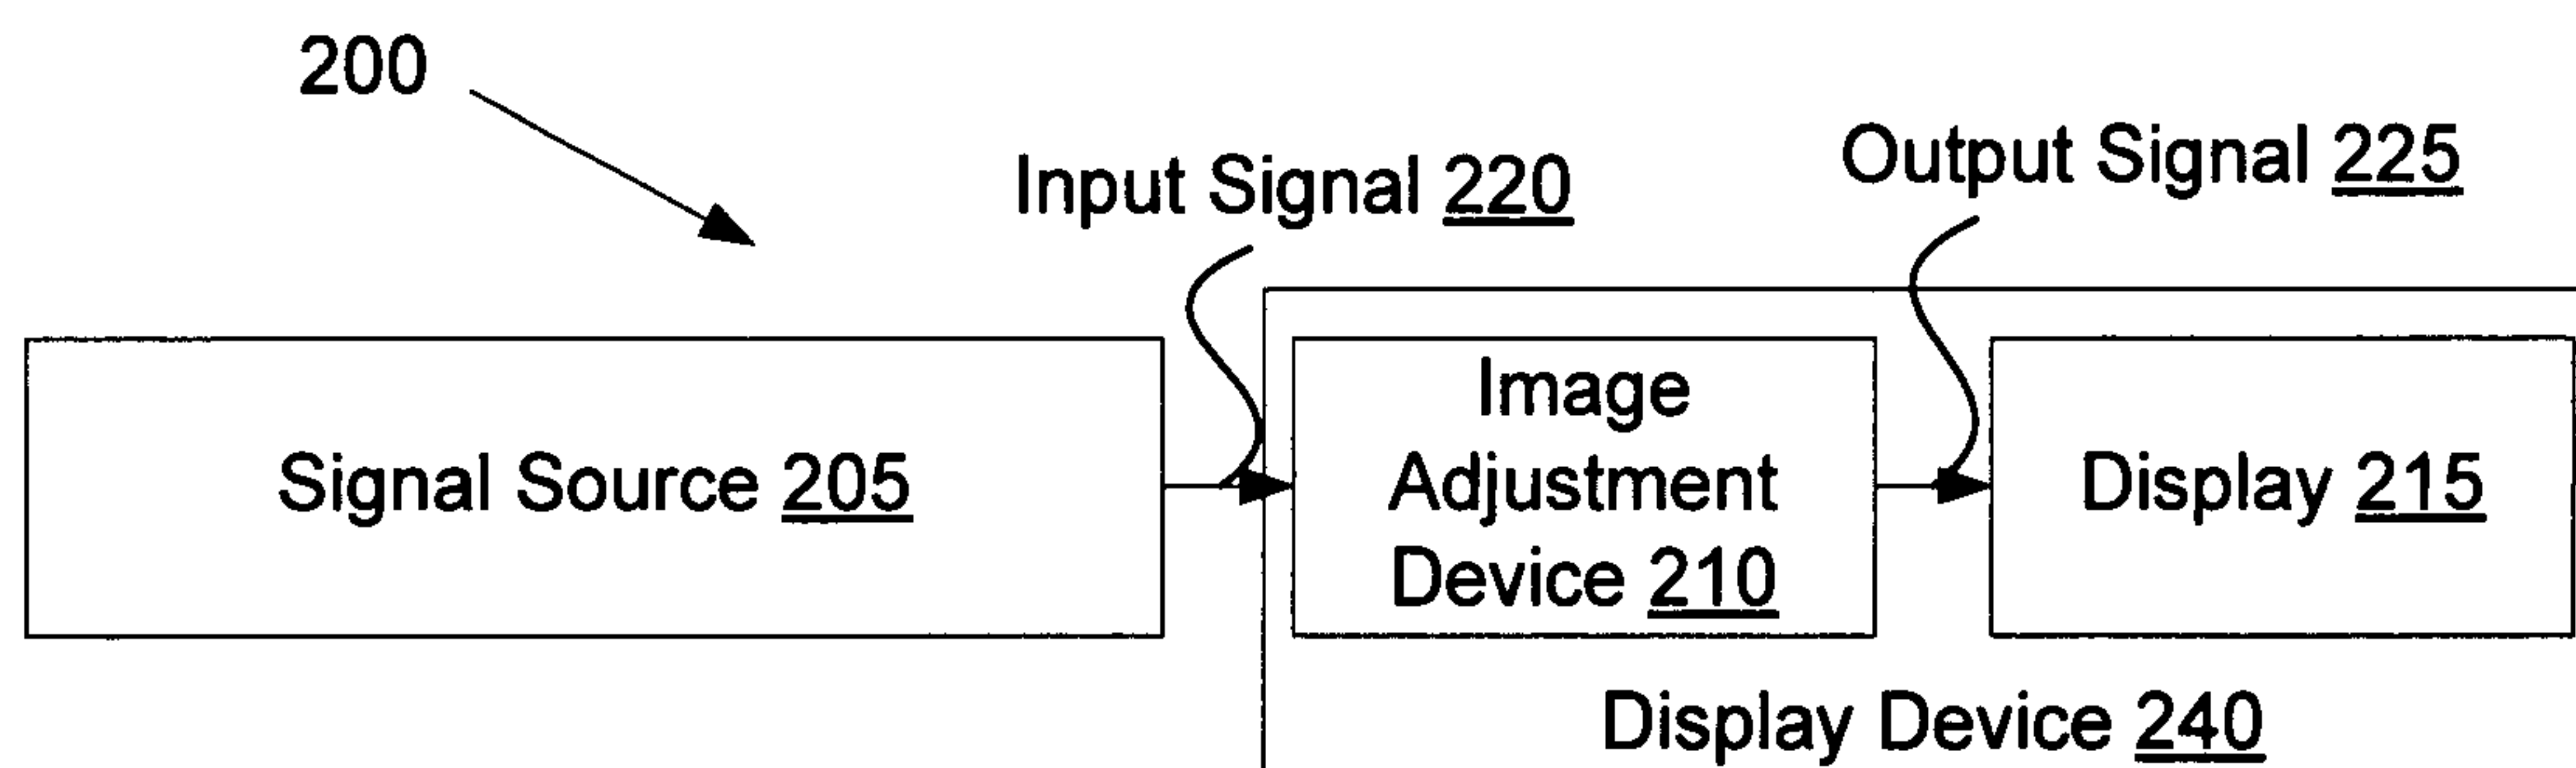 200
Input Signal 220
Output Signal 225
Signal Source 205
Image
Adjustment
Device 210
Display 215
Display Device 240